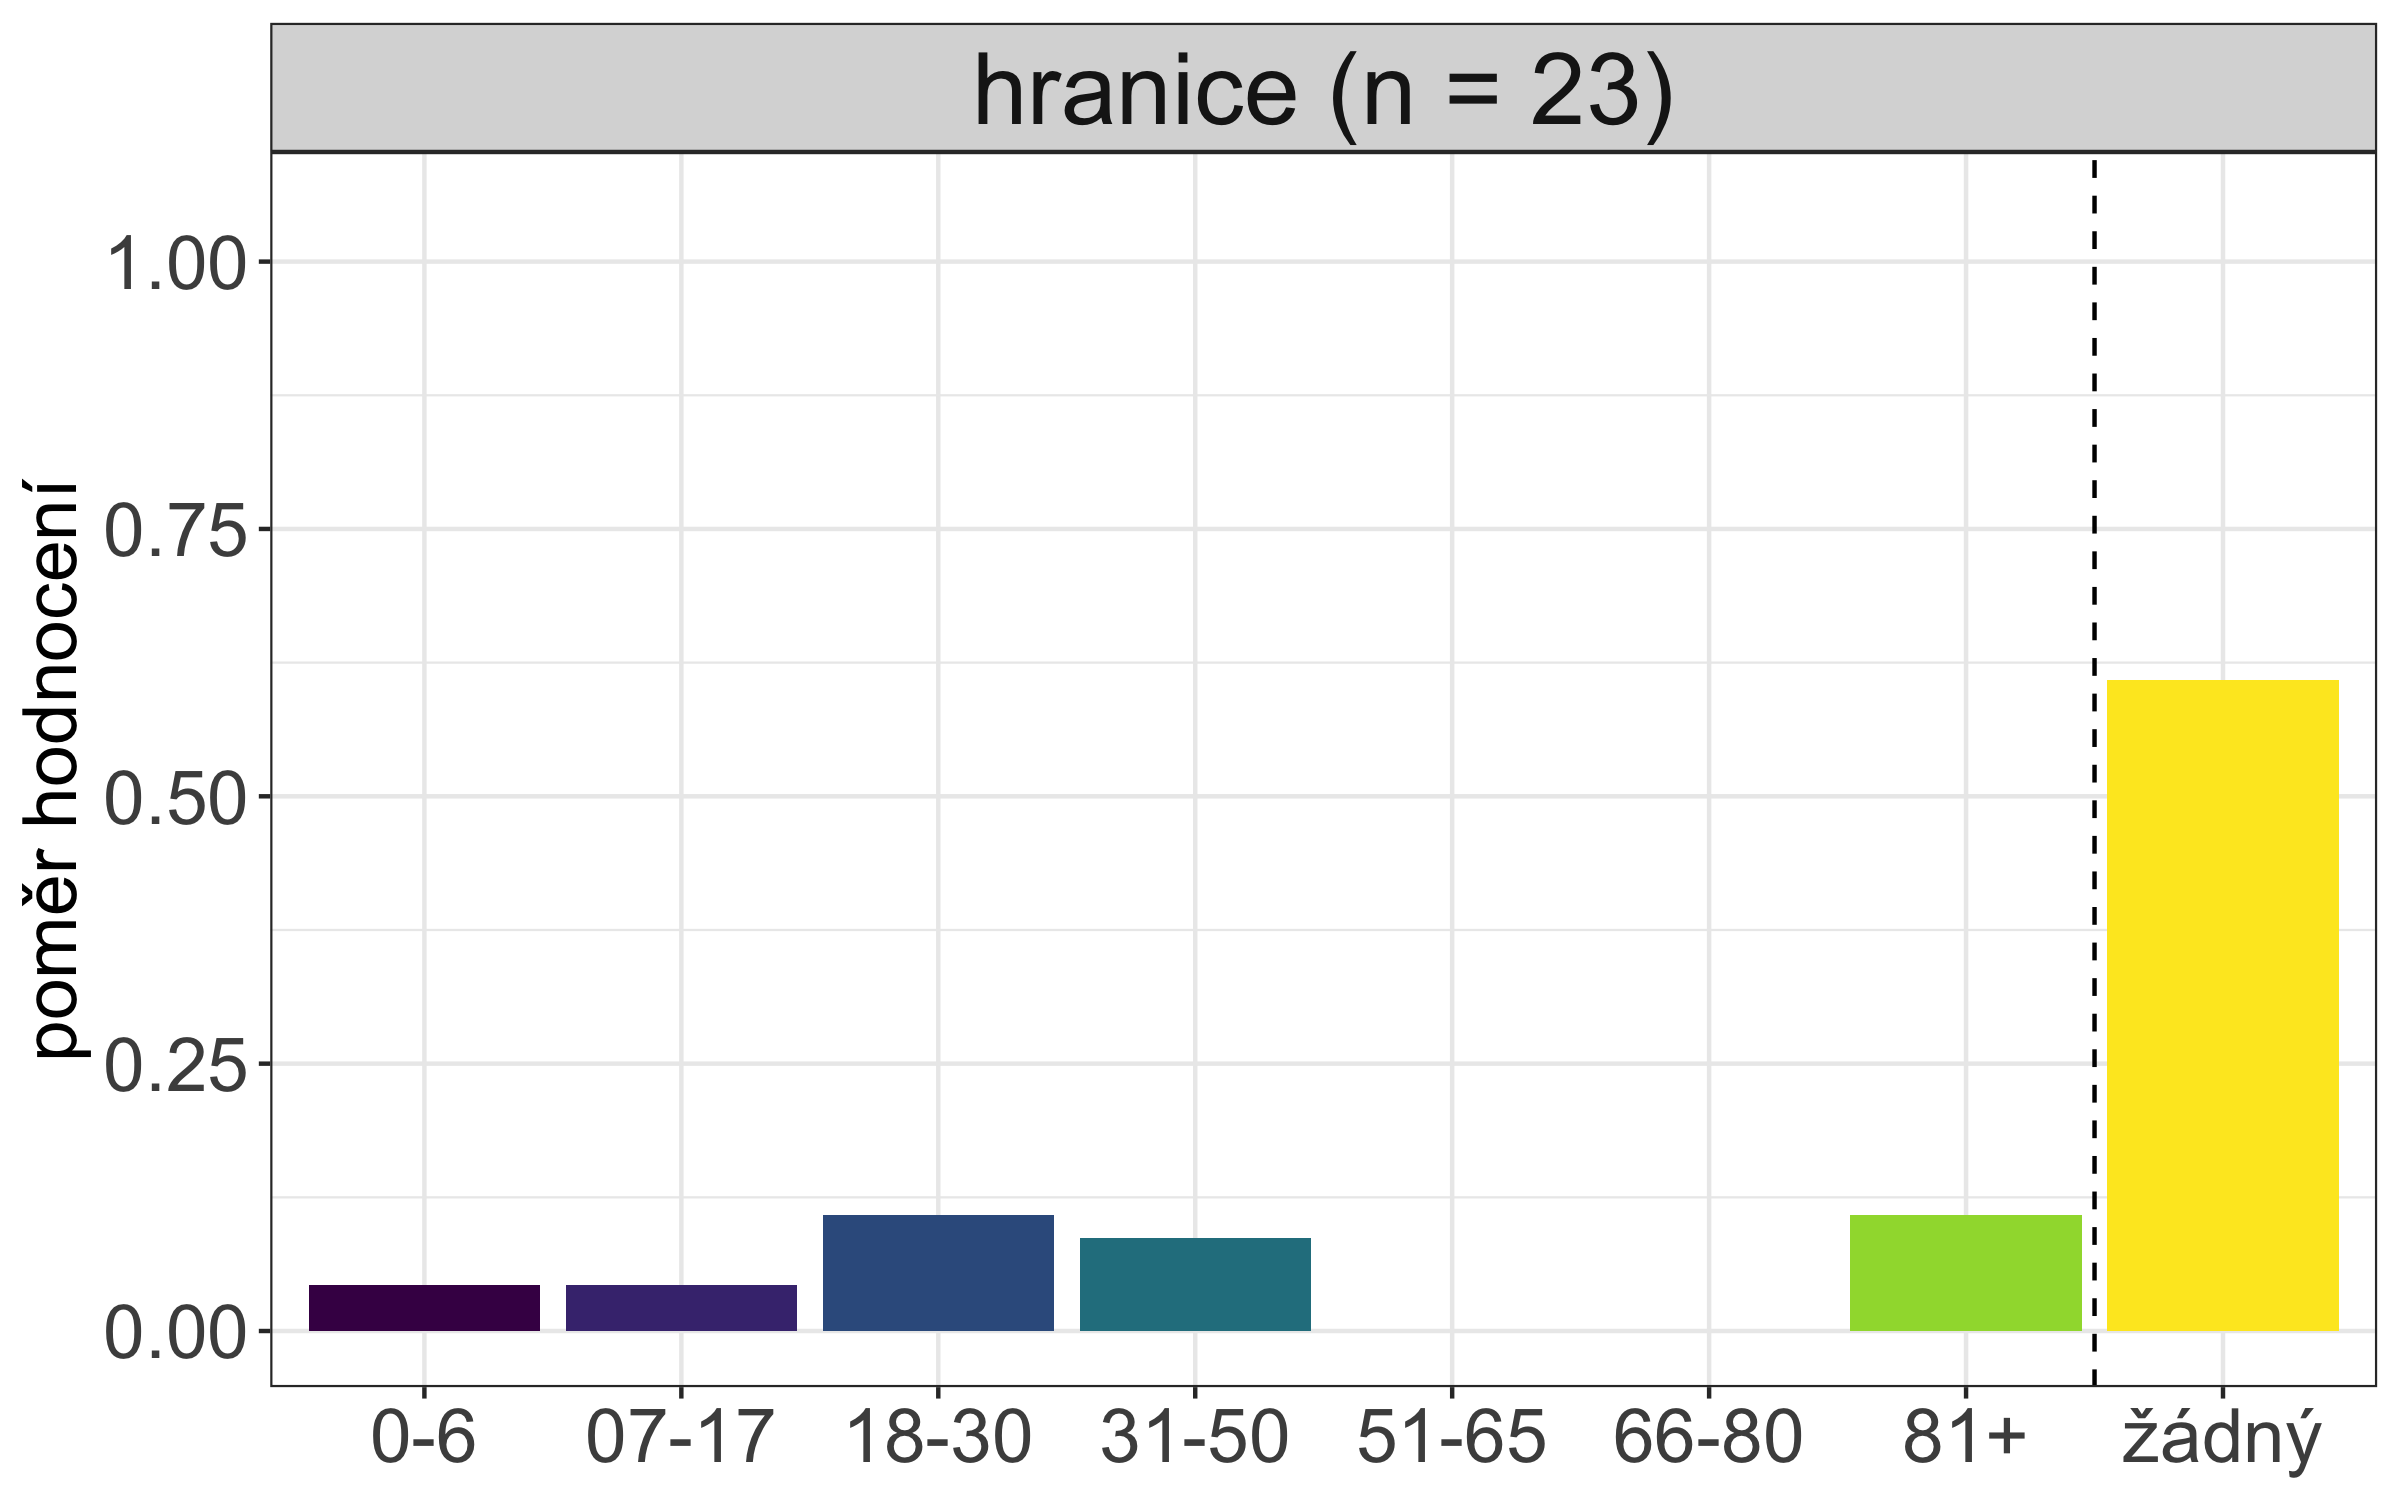 hranice (n = 23)
poměr hodnocení
1.00
0.75
0.50
0.25
0.00
0-6 07-17 18-30 31-50 51-65 66-80 81+ žádný